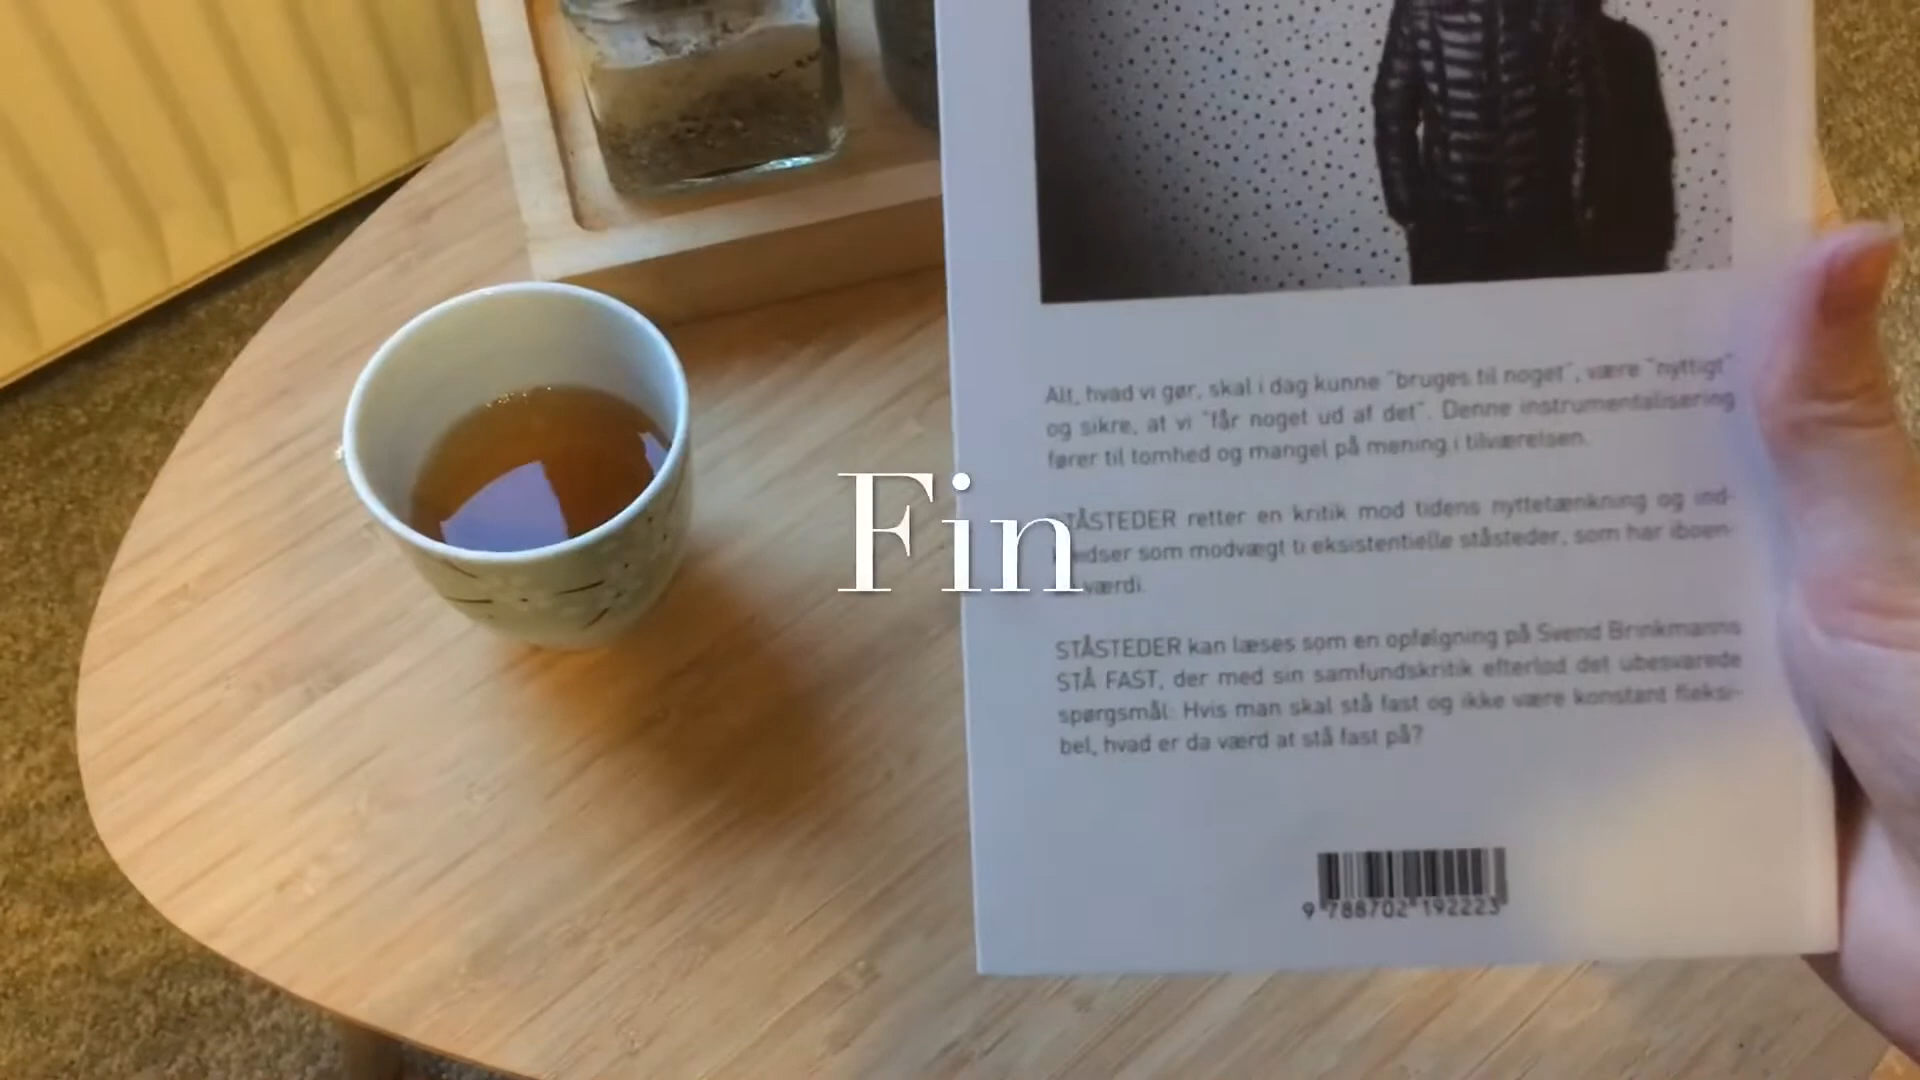 Alt, hvad vi gør, skal i dag kunne "bruges til noget", være "nyttigt"
og sikre, at vi "får noget ud af det". Denne instrumentalisering
fører til tomhed og mangel på mening i tilværelsen.
STÅSTEDER retter en kritik mod tidens nyttetænkning og ind-
som modvægt ti eksistentielle ståsteder, som har iboen-
værdi.
Fin
STÅSTEDER kan læses som en opfølgning på Svend Brinkmanns
STÅ FAST, der med sin samfundskritik efterlod det ubesvarede
spørgsmål: Hvis man skal stå fast og ikke være konstant fleksi-
bel, hvad er da værd at stå fast på?
9 788702 192223